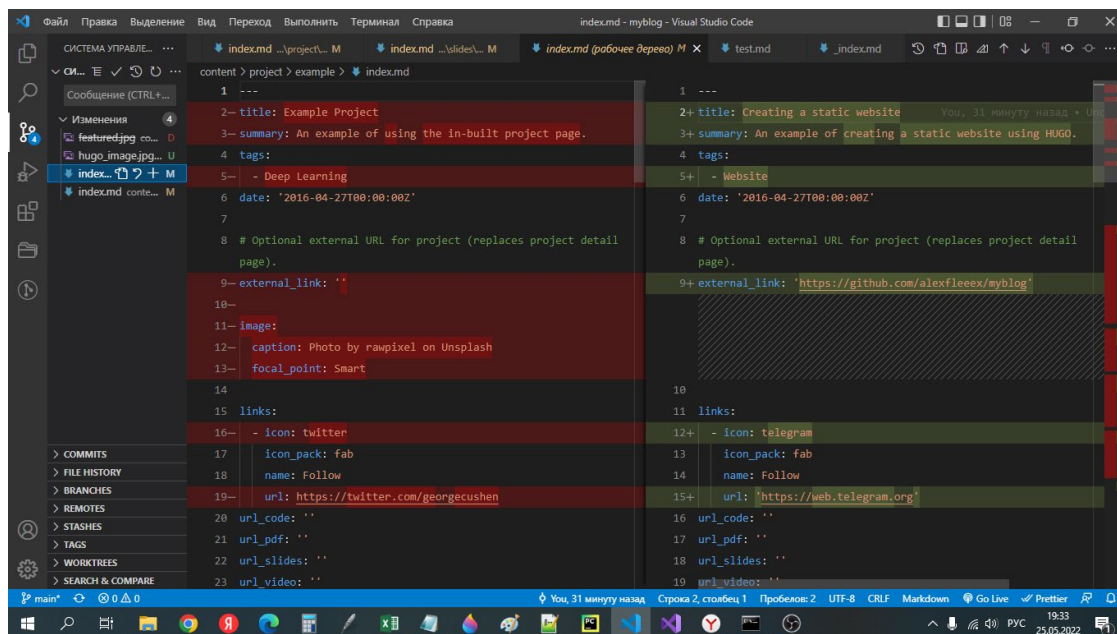 Файл Правка Выделение Вид Переход Выполнить Терминал Справка
index.md - myblog - Visual Studio Code
СИСТЕМА УПРАВЛЕ... ···
index.md ...\project\... M
index.md ...\slides\... M
index.md (рабочее дерево) M
test.md
_index.md
content > project > example > index.md
Сообщение (CTRL+...
Изменения 4
featured.jpg co... D
hugo_image.jpg... U
index... M
index.md conte... M
COMMITS
FILE HISTORY
BRANCHES
REMOTES
STASHES
TAGS
WORKTREES
SEARCH & COMPARE
1 ---
2— title: Example Project
3— summary: An example of using the in-built project page.
4 tags:
5— - Deep Learning
6 date: '2016-04-27T00:00:00Z'
7
8 # Optional external URL for project (replaces project detail
page).
9— external_link: ''
10—
11— image:
12— caption: Photo by rawpixel on Unsplash
13— focal_point: Smart
14
15 links:
16— - icon: twitter
17 icon_pack: fab
18 name: Follow
19— url: https://twitter.com/georgecushen
20 url_code: ''
21 url_pdf: ''
22 url_slides: ''
23 url_video: ''
1 ---
2+ title: Creating a static website You, 31 минуту назад •
3+ summary: An example of creating a static website using HUGO.
4 tags:
5+ - Website
6 date: '2016-04-27T00:00:00Z'
7
8 # Optional external URL for project (replaces project detail
page).
9+ external_link: 'https://github.com/alexfleeex/myblog'
10
11 links:
12+ - icon: telegram
13 icon_pack: fab
14 name: Follow
15+ url: 'https://web.telegram.org'
16 url_code: ''
17 url_pdf: ''
18 url_slides: ''
19 url_video: ''
main* 0 0 You, 31 минуту назад Строка 2, столбец 1 Пробелов: 2 UTF-8 CRLF Markdown Go Live Prettier
РУС 19:33
25.05.2022